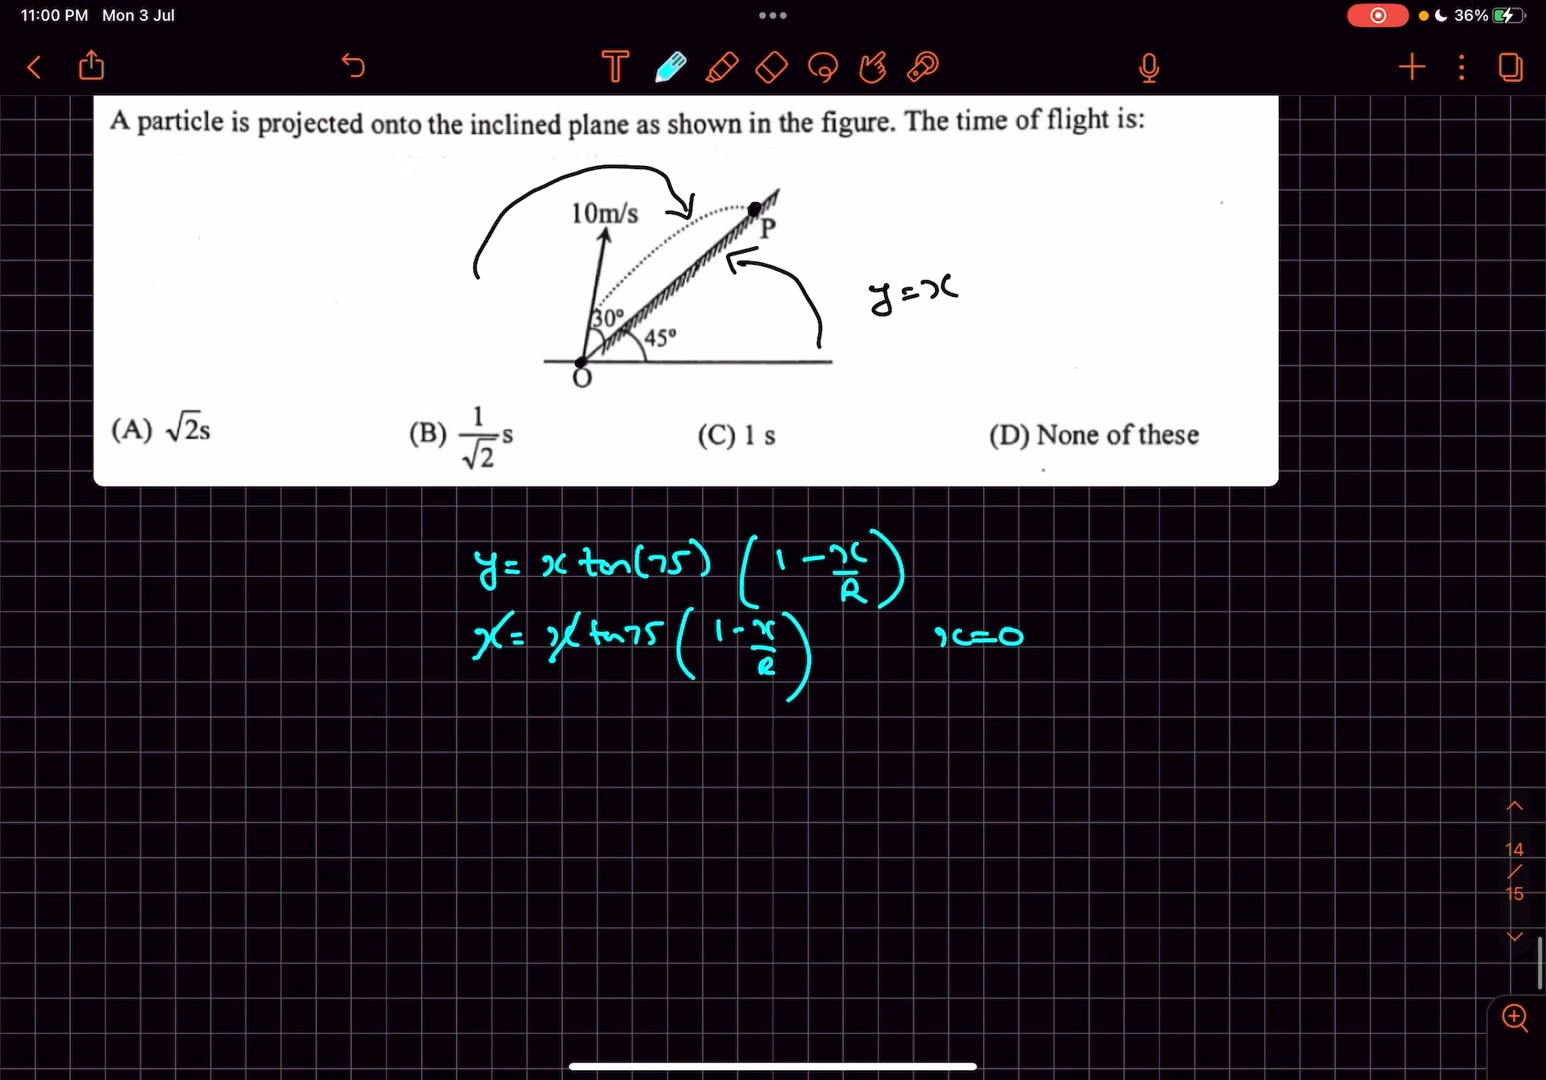 11:00 PM Mon 3 Jul
36%
A particle is projected onto the inclined plane as shown in the figure. The time of flight is:
10m/s
P
y=x
30°
45°
O
(A) √2s (B) 1/√2 s (C) 1 s (D) None of these
y = x tan(75) (1 - x/R)
x = x tan75 (1 - x/R) x=0
14
/
15